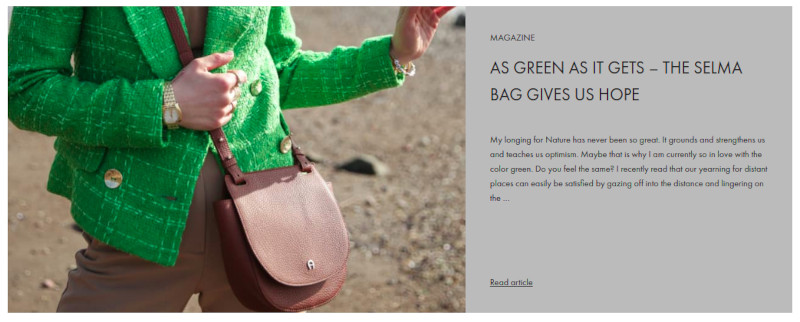 MAGAZINE
AS GREEN AS IT GETS – THE SELMA
BAG GIVES US HOPE
My longing for Nature has never been so great. It grounds and strengthens us
and teaches us optimism. Maybe that is why I am currently so in love with the
color green. Do you feel the same? I recently read that our yearning for distant
places can easily be satisfied by gazing off into the distance and lingering on
the ...
Read article